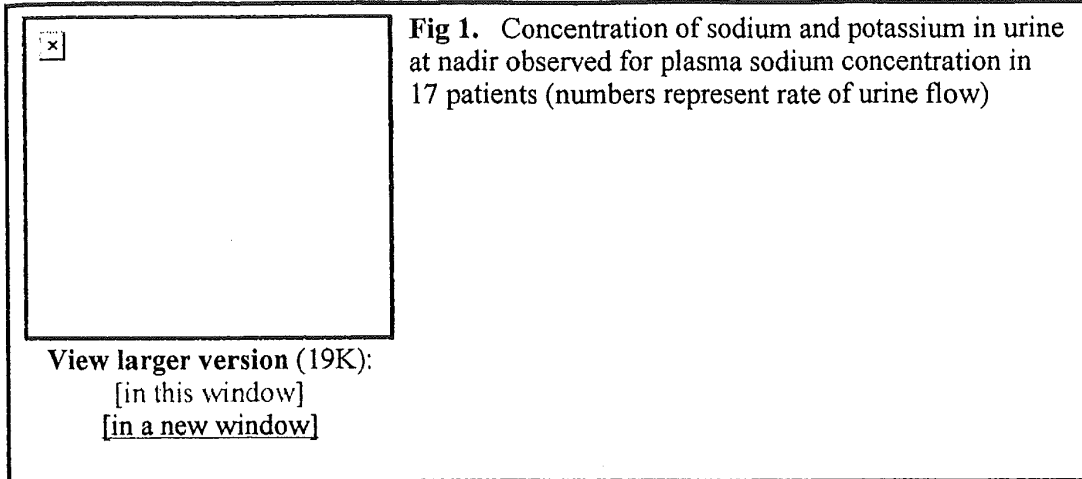 Fig 1. Concentration of sodium and potassium in urine
at nadir observed for plasma sodium concentration in
17 patients (numbers represent rate of urine flow)
View larger version (19K):
[in this window]
[in a new window]